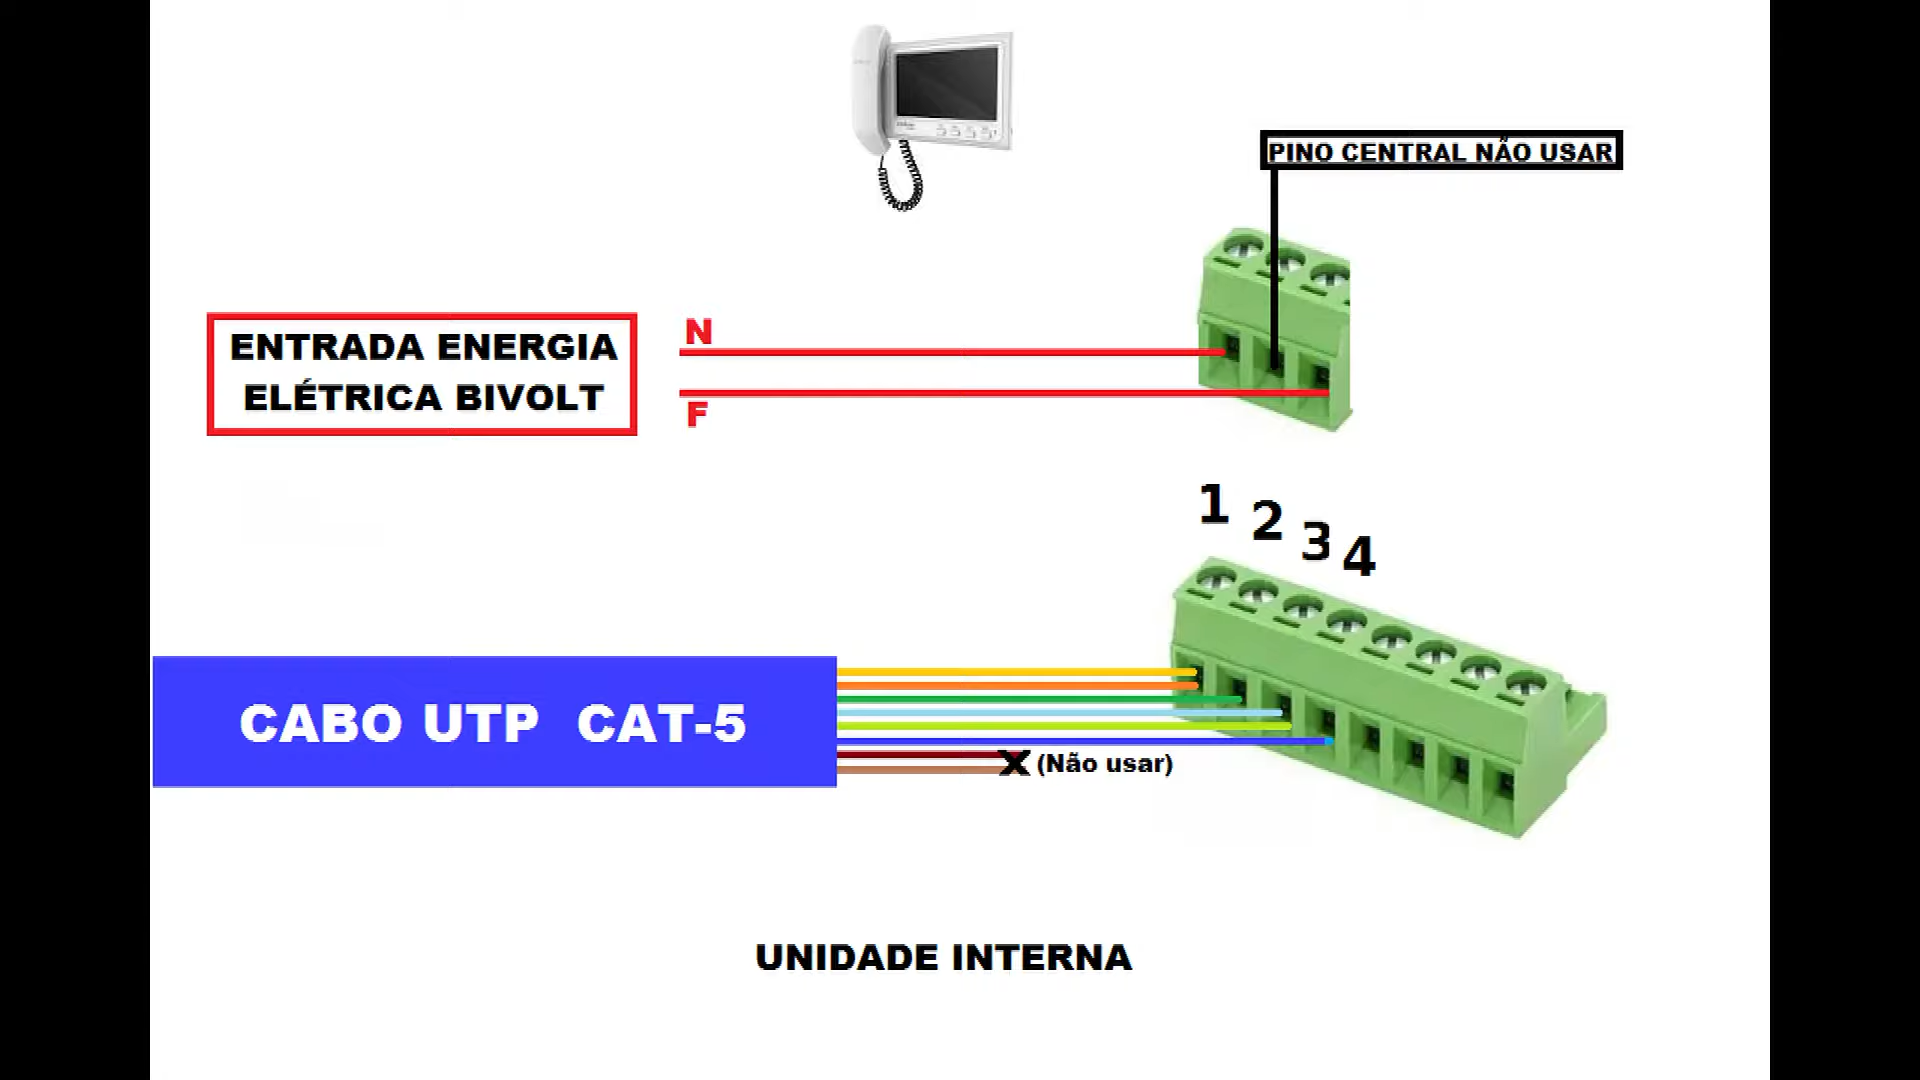 PINO CENTRAL NÃO USAR
ENTRADA ENERGIA
ELÉTRICA BIVOLT
N
F
1 2 3 4
CABO UTP CAT-5
X (Não usar)
UNIDADE INTERNA